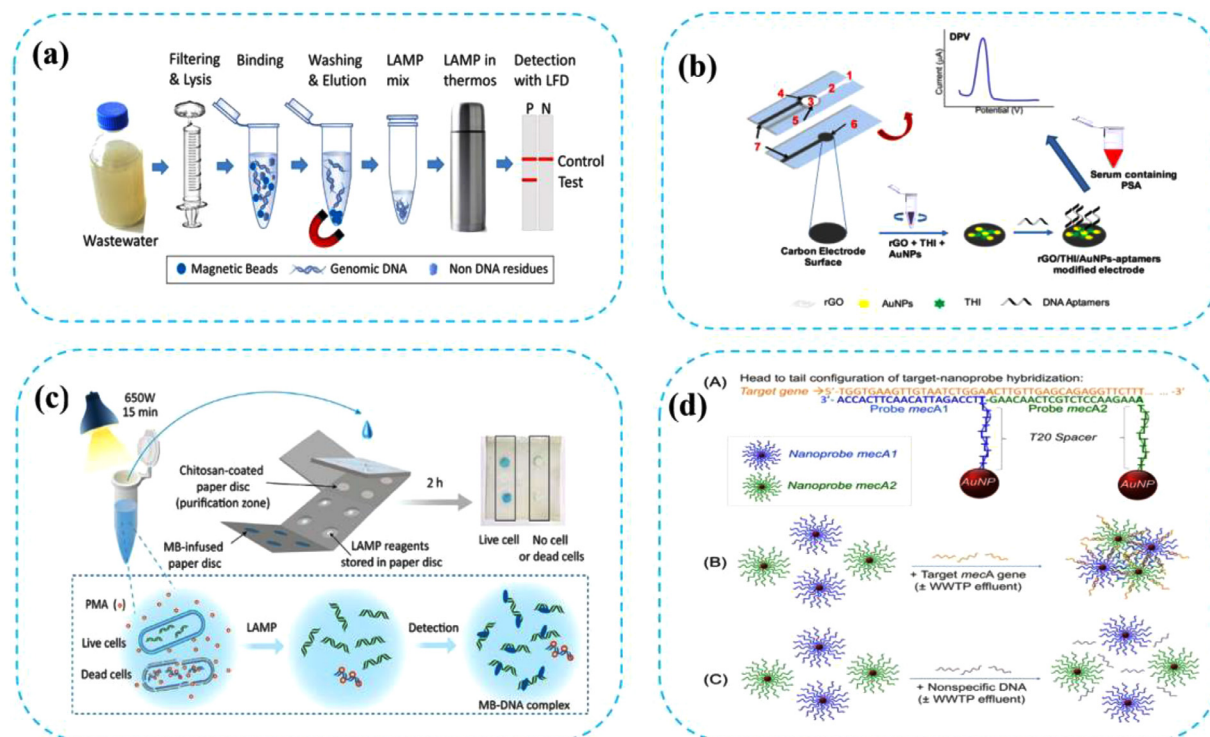 (a)
Filtering
& Lysis
Binding
Washing
& Elution
LAMP
mix
LAMP in
thermos
Detection
with LFD
P N
Control
Test
Wastewater
Magnetic Beads
Genomic DNA
Non DNA residues
(b)
DPV
Current (μA)
Potential (V)
1
2
3
4
5
6
7
Serum containing
PSA
Carbon Electrode
Surface
rGO + THI +
AuNPs
rGO/THI/AuNPs-aptamers
modified electrode
rGO
AuNPs
THI
DNA Aptamers
(c)
650W
15 min
Chitosan-coated
paper disc
(purification zone)
MB-infused
paper disc
LAMP reagents
stored in paper disc
2 h
Live cell
No cell
or dead cells
PMA (◦)
Live cells
Dead cells
LAMP
Detection
MB-DNA complex
(d)
(A)
Head to tail configuration of target-nanoprobe hybridization:
Target gene →5'-TGGTGAAGTTGTAATCTGGAACTTGTTGAGCAGAGGTTCTTT... ... -3'
3'- ACCACTTCAACATTAGACCTT-GAACAACTCGTCTCCAAGAAA
Probe mecA1
Probe mecA2
T20 Spacer
AuNP
AuNP
Nanoprobe mecA1
Nanoprobe mecA2
(B)
+ Target mecA gene
(± WWTP effluent)
(C)
+ Nonspecific DNA
(± WWTP effluent)